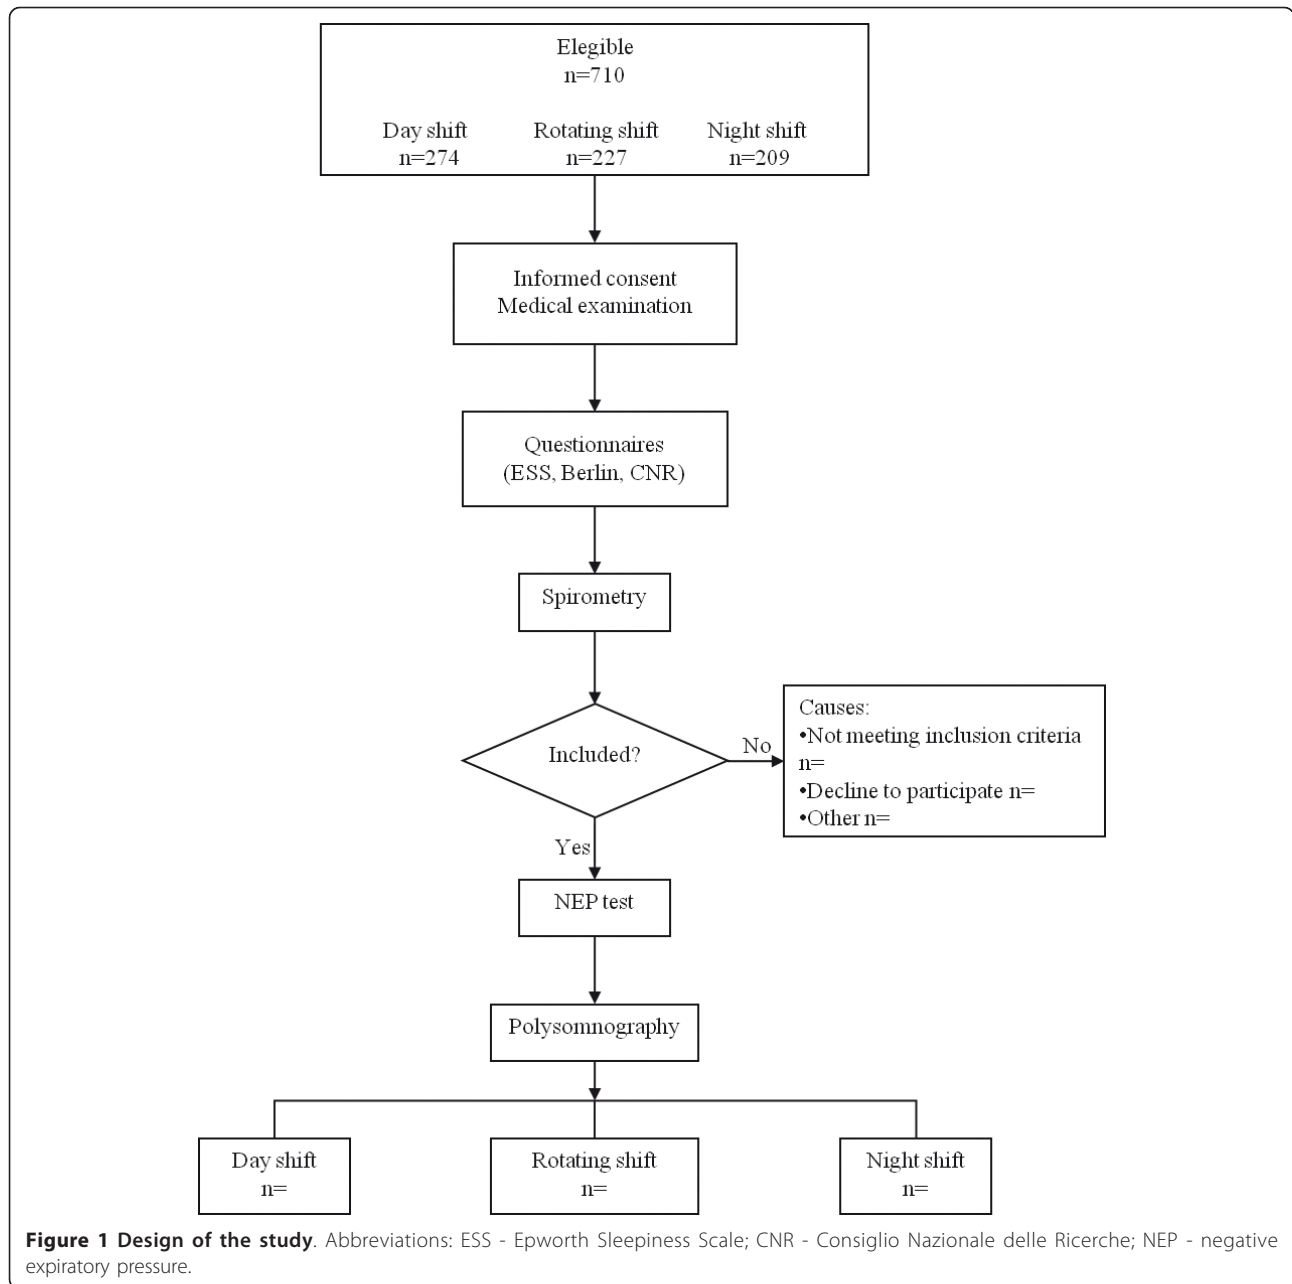 Elegible
n=710
Day shift Rotating shift Night shift
n=274 n=227 n=209
Informed consent
Medical examination
Questionnaires
(ESS, Berlin, CNR)
Spirometry
Included?
No
Causes:
•Not meeting inclusion criteria
n=
•Decline to participate n=
•Other n=
Yes
NEP test
Polysomnography
Day shift
n=
Rotating shift
n=
Night shift
n=
Figure 1 Design of the study. Abbreviations: ESS - Epworth Sleepiness Scale; CNR - Consiglio Nazionale delle Ricerche; NEP - negative
expiratory pressure.